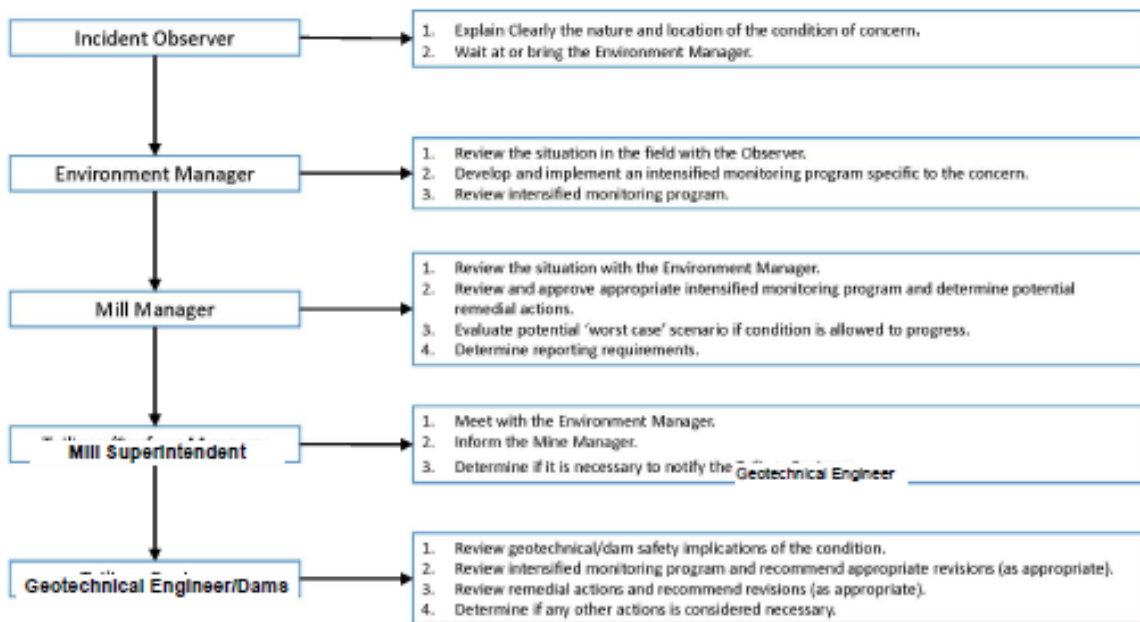 Incident Observer
1. Explain Clearly the nature and location of the condition of concern.
2. Wait at or bring the Environment Manager.
Environment Manager
1. Review the situation in the field with the Observer.
2. Develop and implement an intensified monitoring program specific to the concern.
3. Review intensified monitoring program.
Mill Manager
1. Review the situation with the Environment Manager.
2. Review and approve appropriate intensified monitoring program and determine potential
remedial actions.
3. Evaluate potential ‘worst case’ scenario if condition is allowed to progress.
4. Determine reporting requirements.
Mill Superintendent
1. Meet with the Environment Manager.
2. Inform the Mine Manager.
3. Determine if it is necessary to notify the Geotechnical Engineer
Geotechnical Engineer/Dams
1. Review geotechnical/dam safety implications of the condition.
2. Review intensified monitoring program and recommend appropriate revisions (as appropriate).
3. Review remedial actions and recommend revisions (as appropriate).
4. Determine if any other actions is considered necessary.